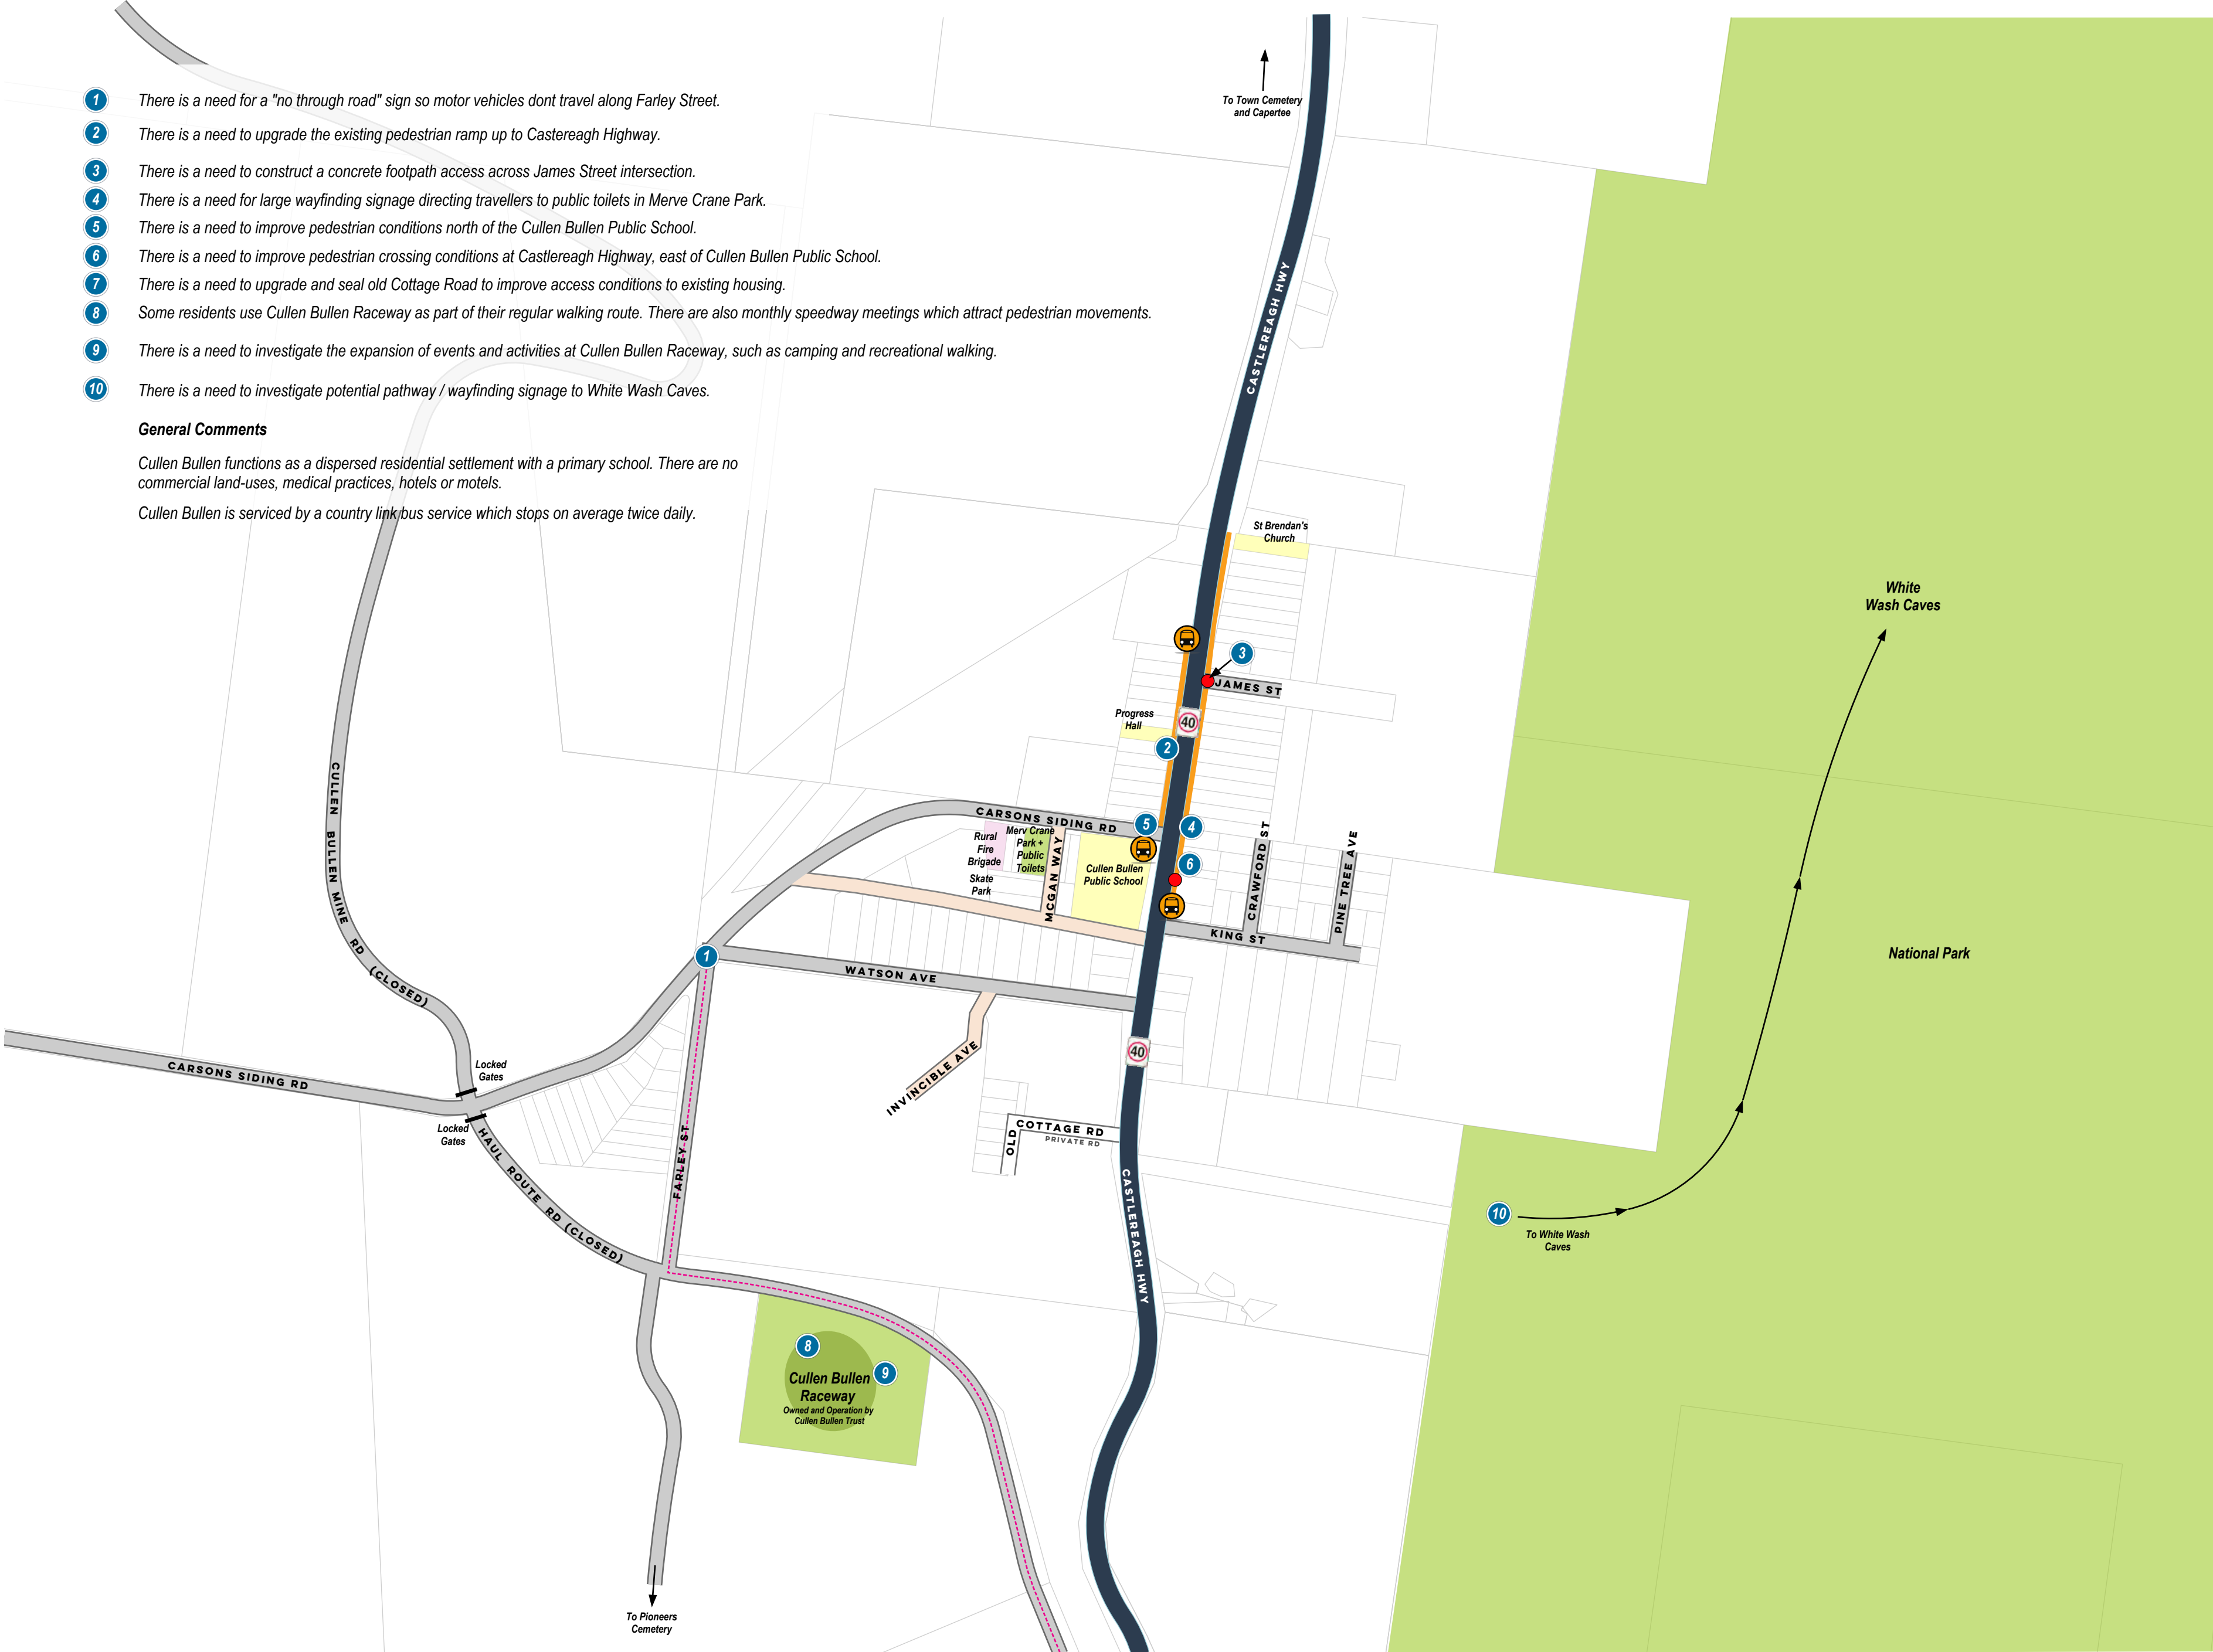 1 There is a need for a "no through road" sign so motor vehicles dont travel along Farley Street.
2 There is a need to upgrade the existing pedestrian ramp up to Castereagh Highway.
3 There is a need to construct a concrete footpath access across James Street intersection.
4 There is a need for large wayfinding signage directing travellers to public toilets in Merve Crane Park.
5 There is a need to improve pedestrian conditions north of the Cullen Bullen Public School.
6 There is a need to improve pedestrian crossing conditions at Castlereagh Highway, east of Cullen Bullen Public School.
7 There is a need to upgrade and seal old Cottage Road to improve access conditions to existing housing.
8 Some residents use Cullen Bullen Raceway as part of their regular walking route. There are also monthly speedway meetings which attract pedestrian movements.
9 There is a need to investigate the expansion of events and activities at Cullen Bullen Raceway, such as camping and recreational walking.
10 There is a need to investigate potential pathway / wayfinding signage to White Wash Caves.
General Comments
Cullen Bullen functions as a dispersed residential settlement with a primary school. There are no
commercial land-uses, medical practices, hotels or motels.
Cullen Bullen is serviced by a country link bus service which stops on average twice daily.
To Town Cemetery
and Capertee
CASTLEREAGH HWY
St Brendan's
Church
White
Wash Caves
3
JAMES ST
Progress
Hall
40
2
CULLEN BULLEN MINE RD (CLOSED)
CARSONS SIDING RD
5
4
Rural
Fire
Brigade
Merv Crane
Park +
Public
Toilets
MCGAN WAY
Cullen Bullen
Public School
6
Skate
Park
CRAWFORD ST
PINE TREE AVE
KING ST
National Park
1
WATSON AVE
40
INVINCIBLE AVE
CARSONS SIDING RD
Locked
Gates
Locked
Gates
HAUL ROUTE RD (CLOSED)
FARLEY ST
OLD COTTAGE RD
PRIVATE RD
CASTLEREAGH HWY
10
To White Wash
Caves
8
9
Cullen Bullen
Raceway
Owned and Operation by
Cullen Bullen Trust
To Pioneers
Cemetery